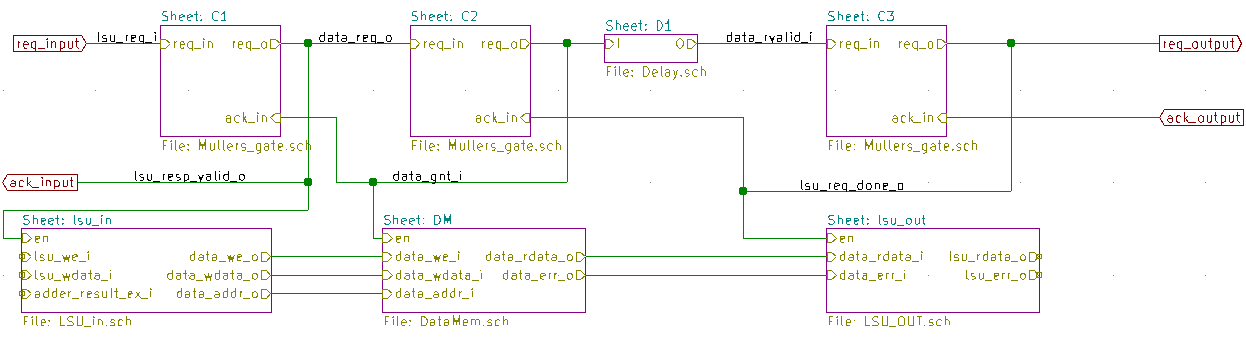 Sheet: C1
Sheet: C2
Sheet: D1
Sheet: C3
req_input
lsu_req_i
req_in
req_o
data_req_o
req_in
req_o
I
O
data_rvalid_i
req_in
req_o
req_output
File: Delay.sch
ack_in
ack_in
ack_in
ack_output
File: Mullers_gate.sch
File: Mullers_gate.sch
File: Mullers_gate.sch
ack_input
lsu_resp_valid_o
data_gnt_i
lsu_req_done_o
Sheet: lsu_in
Sheet: DM
Sheet: lsu_out
en
en
en
lsu_we_i
data_we_o
data_we_i
data_rdata_o
data_rdata_i
lsu_rdata_o
lsu_wdata_i
data_wdata_o
data_wdata_i
data_err_o
data_err_i
lsu_err_o
adder_result_ex_i
data_addr_o
data_addr_i
File: LSU_in.sch
File: DataMem.sch
File: LSU_OUT.sch